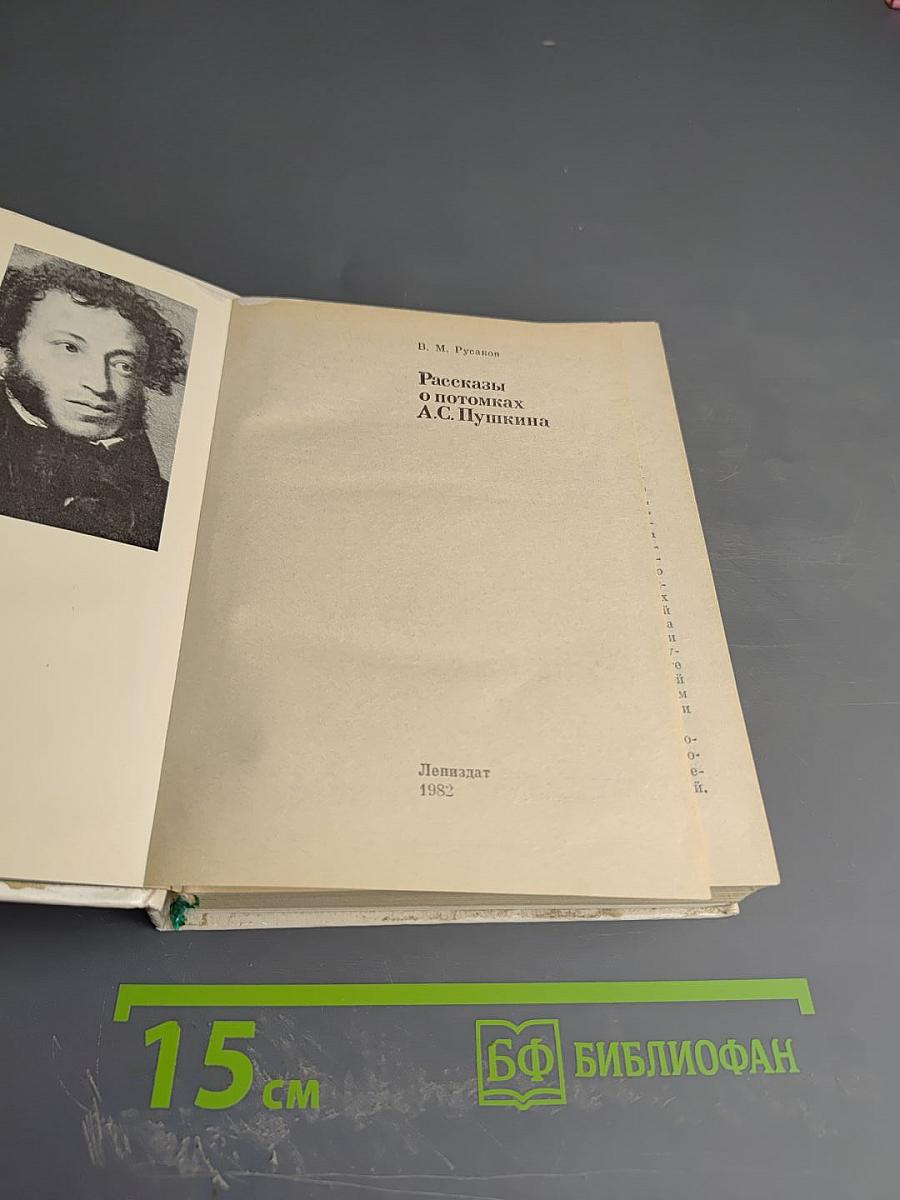 В. М. Русаков
Рассказы
о потомках
А.С.Пушкина
Лениздат
1982
х
й
а
и
у-
е
й
м
и
о-
о-
е-
й.
15 см
БФ БИБЛИОФАН